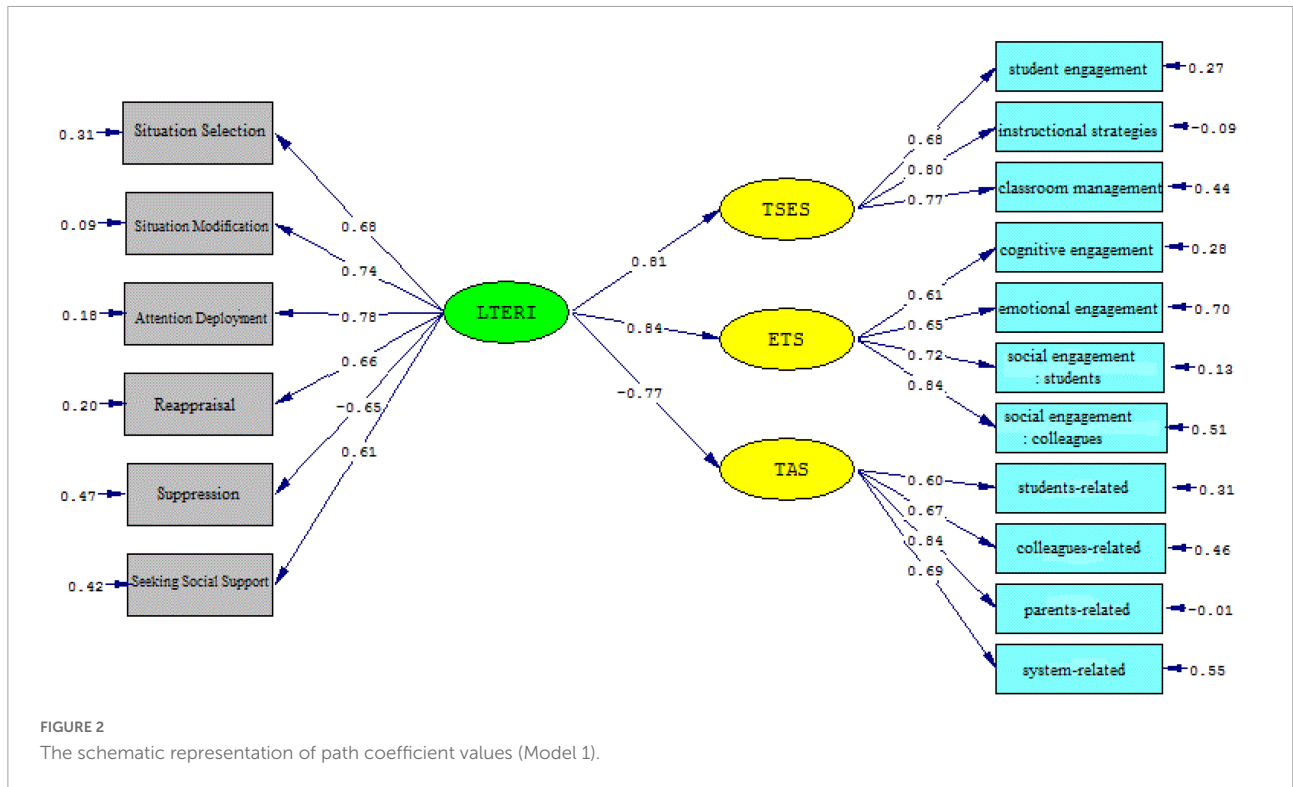 0.31
Situation Selection
0.09
Situation Modification
0.18
Attention Deployment
0.20
Reappraisal
0.47
Suppression
0.42
Seeking Social Support
0.68
0.74
0.78
0.66
-0.65
0.61
LTERI
0.81
0.84
-0.77
TSES
ETS
TAS
0.68
0.80
0.77
0.61
0.65
0.72
0.84
0.60
0.67
0.84
0.69
student engagement
0.27
instructional strategies
-0.09
classroom management
0.44
cognitive engagement
0.28
emotional engagement
0.70
social engagement
: students
0.13
social engagement
: colleagues
0.51
students-related
0.31
colleagues-related
0.46
parents-related
-0.01
system-related
0.55
FIGURE 2
The schematic representation of path coefficient values (Model 1).